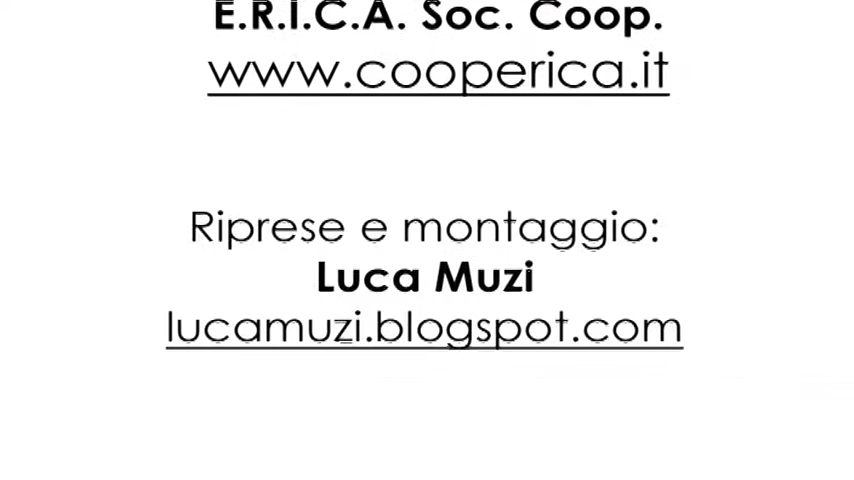 E.R.I.C.A. Soc. Coop.
www.cooperica.it
Riprese e montaggio:
Luca Muzi
lucamuzi.blogspot.com